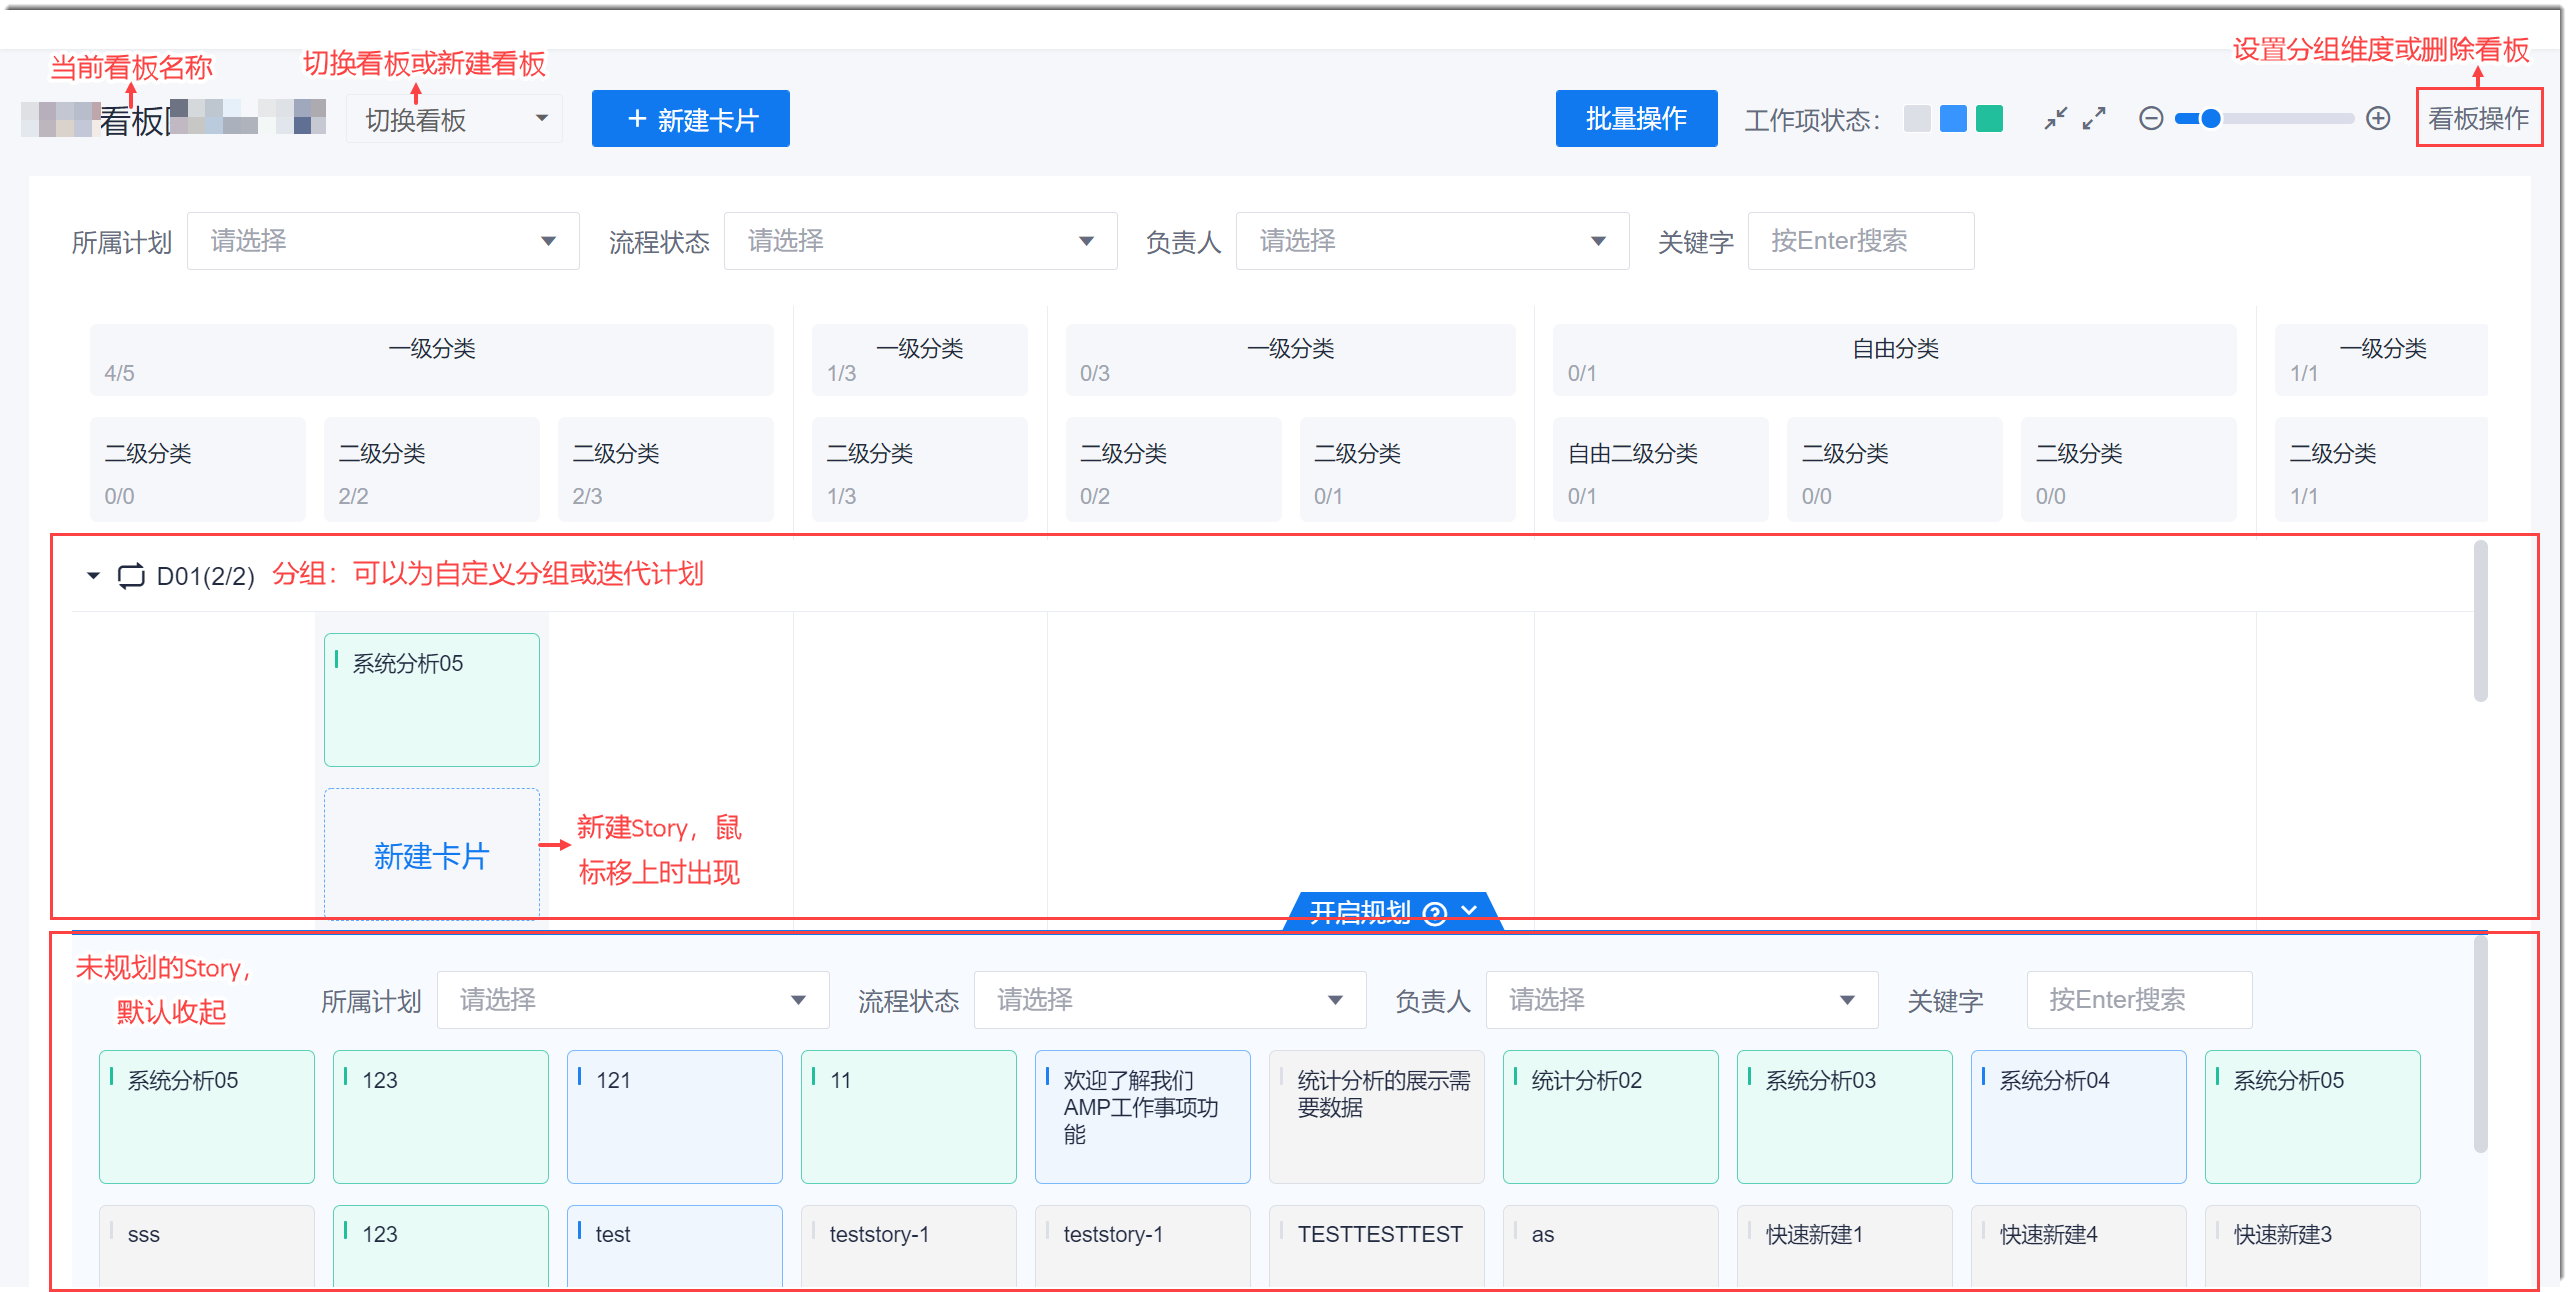 当前看板名称
切换看板或新建看板
设置分组维度或删除看板
看板
切换看板
+ 新建卡片
批量操作
工作项状态：
看板操作
所属计划 请选择
流程状态 请选择
负责人 请选择
关键字 按Enter搜索
一级分类
4/5
一级分类
1/3
一级分类
0/3
自由分类
0/1
一级分类
1/1
二级分类
0/0
二级分类
2/2
二级分类
2/3
二级分类
1/3
二级分类
0/2
二级分类
0/1
自由二级分类
0/1
二级分类
0/0
二级分类
0/0
二级分类
1/1
D01(2/2)
分组：可以为自定义分组或迭代计划
系统分析05
新建卡片
新建Story，鼠
标移上时出现
开启规划
未规划的Story，
默认收起
所属计划 请选择
流程状态 请选择
负责人 请选择
关键字 按Enter搜索
系统分析05
123
121
11
欢迎了解我们
AMP工作事项功
能
统计分析的展示需
要数据
统计分析02
系统分析03
系统分析04
系统分析05
sss
123
test
teststory-1
teststory-1
TESTTESTTEST
as
快速新建1
快速新建4
快速新建3